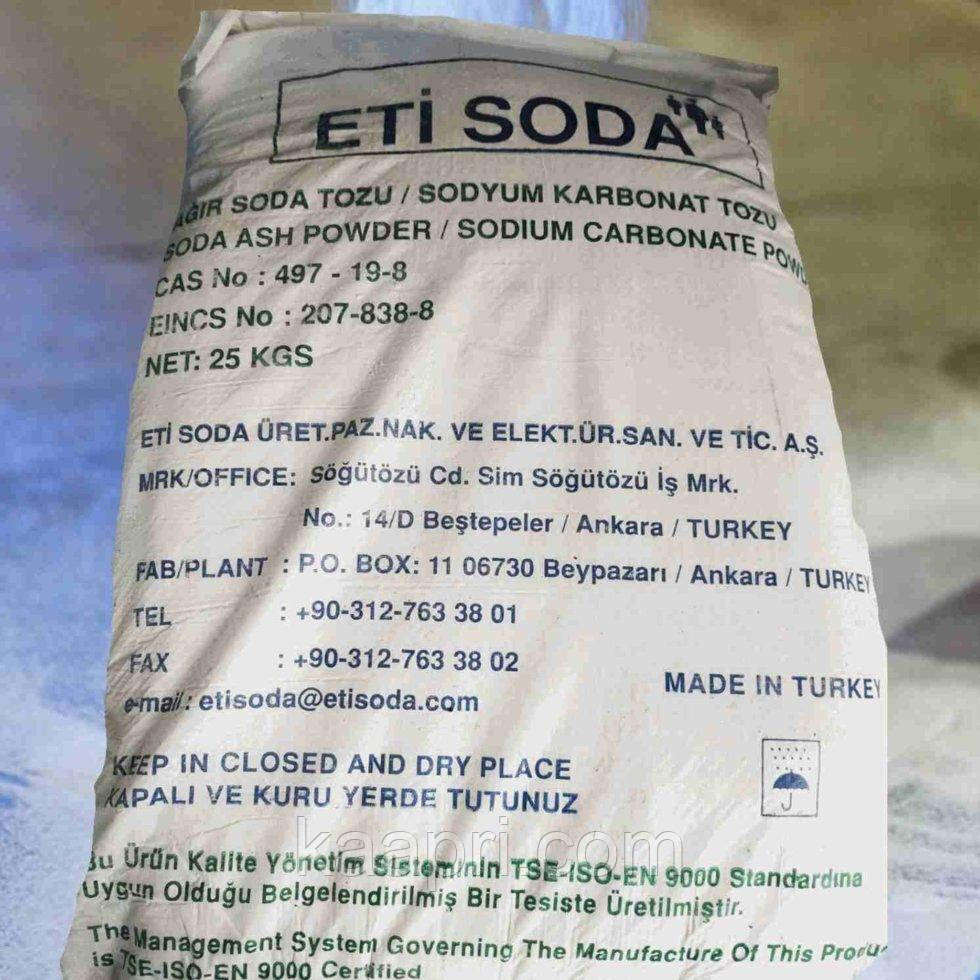 ETİ SODA
AĞIR SODA TOZU / SODYUM KARBONAT TOZU
SODA ASH POWDER / SODIUM CARBONATE POWD
CAS No : 497 - 19-8
EINCS No : 207-838-8
NET: 25 KGS
ETİ SODA ÜRET.PAZ.NAK. VE ELEKT.ÜR.SAN. VE TİC. A.Ş.
MRK/OFFICE: Söğütözü Cd. Sim Söğütözü İş Mrk.
No.: 14/D Beştepeler / Ankara / TURKEY
FAB/PLANT : P.O. BOX: 11 06730 Beypazarı / Ankara / TURKEY
TEL : +90-312-763 38 01
FAX : +90-312-763 38 02
e-mail : etisoda@etisoda.com
MADE IN TURKEY
KEEP IN CLOSED AND DRY PLACE
KAPALI VE KURU YERDE TUTUNUZ
kaapri.com
Bu Ürün Kalite Yönetim Sisteminin TSE-ISO-EN 9000 Standardına
Uygun Olduğu Belgelendirilmiş Bir Tesiste Üretilmiştir.
The Management System Governing The Manufacture Of This Produc
is TSE-ISO-EN 9000 Certified